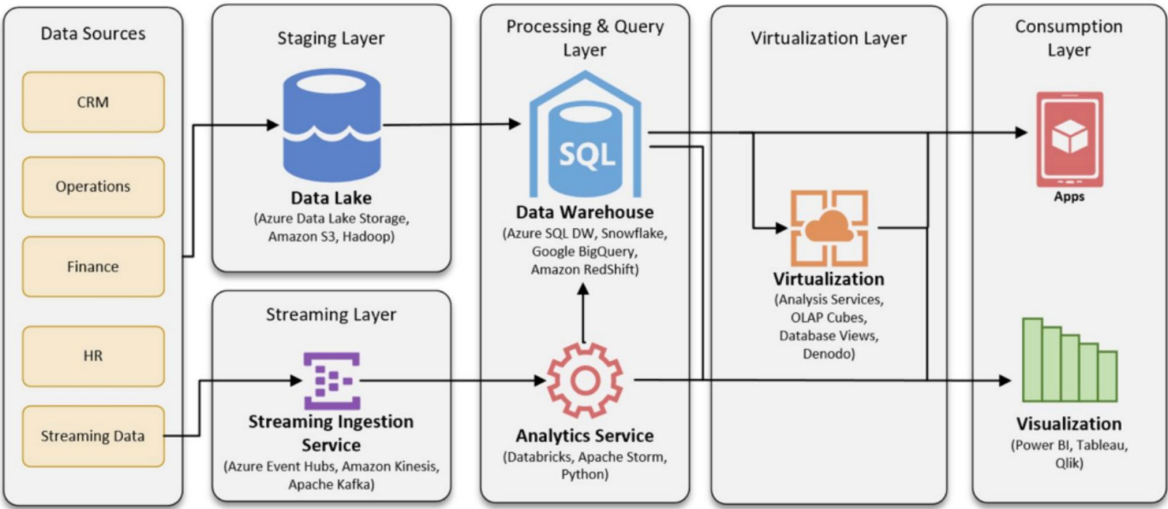 Data Sources
CRM
Operations
Finance
HR
Streaming Data
Staging Layer
Data Lake
(Azure Data Lake Storage,
Amazon S3, Hadoop)
Streaming Layer
Streaming Ingestion
Service
(Azure Event Hubs, Amazon Kinesis,
Apache Kafka)
Processing & Query
Layer
SQL
Data Warehouse
(Azure SQL DW, Snowflake,
Google BigQuery,
Amazon RedShift)
Analytics Service
(Databricks, Apache Storm,
Python)
Virtualization Layer
Virtualization
(Analysis Services,
OLAP Cubes,
Database Views,
Denodo)
Consumption
Layer
Apps
Visualization
(Power BI, Tableau,
Qlik)